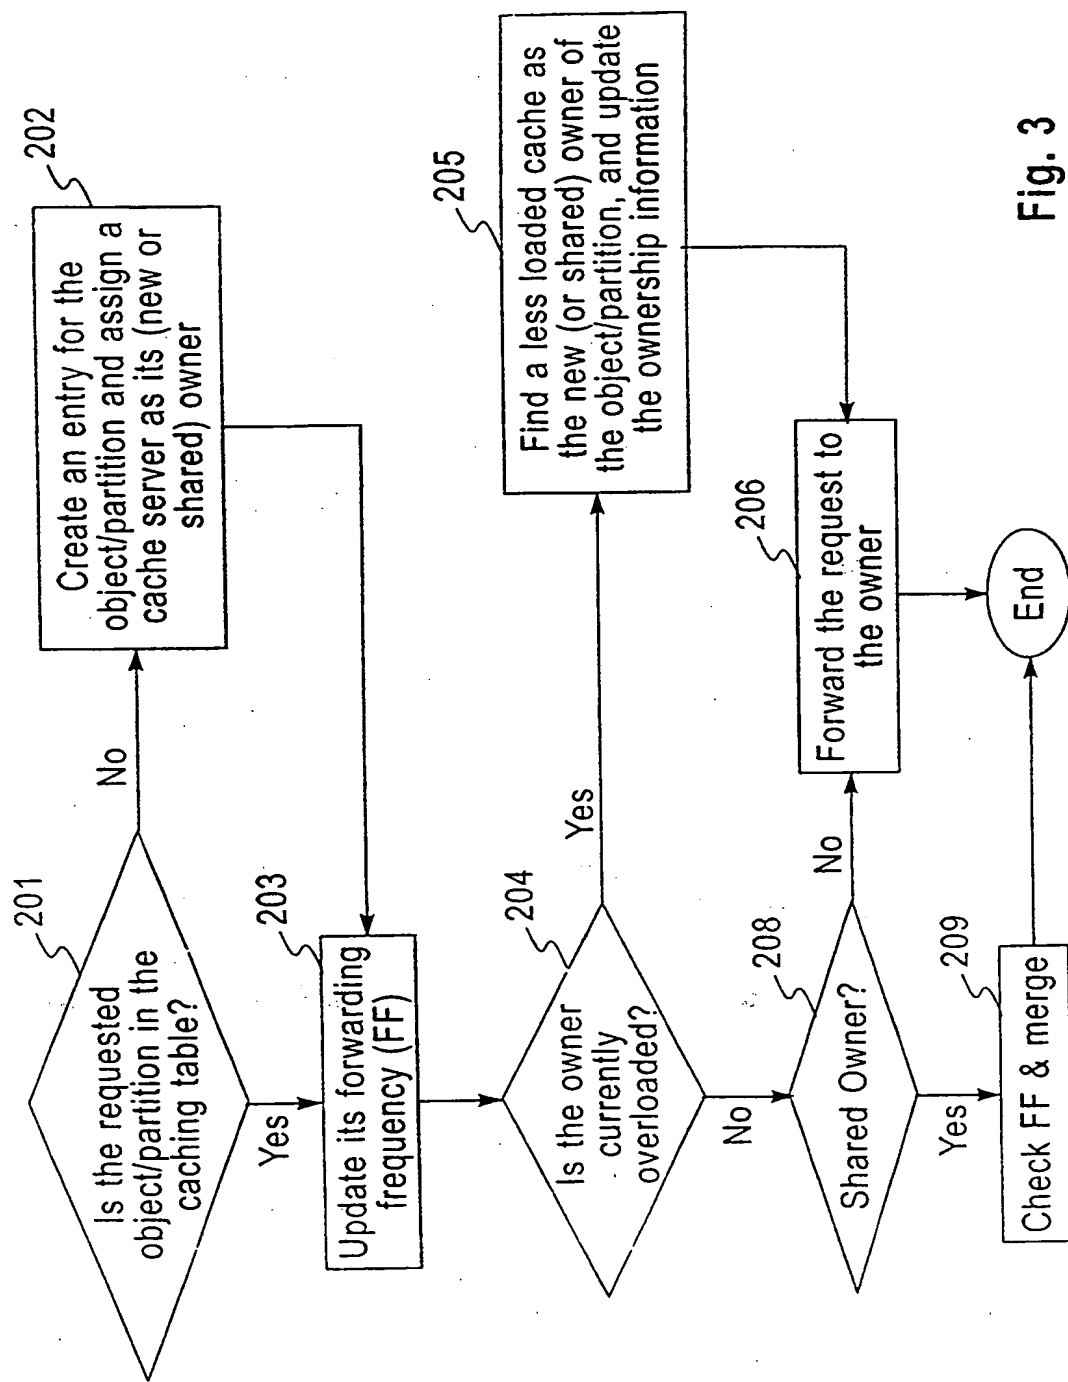 201
Is the requested
object/partition in the
caching table?
No
Yes
202
Create an entry for the
object/partition and assign a
cache server as its (new or
shared) owner
203
Update its forwarding
frequency (FF)
204
Is the owner
currently
overloaded?
Yes
No
205
Find a less loaded cache as
the new (or shared) owner of
the object/partition, and update
the ownership information
208
Shared Owner?
No
Yes
206
Forward the request to
the owner
209
Check FF & merge
End
Fig. 3